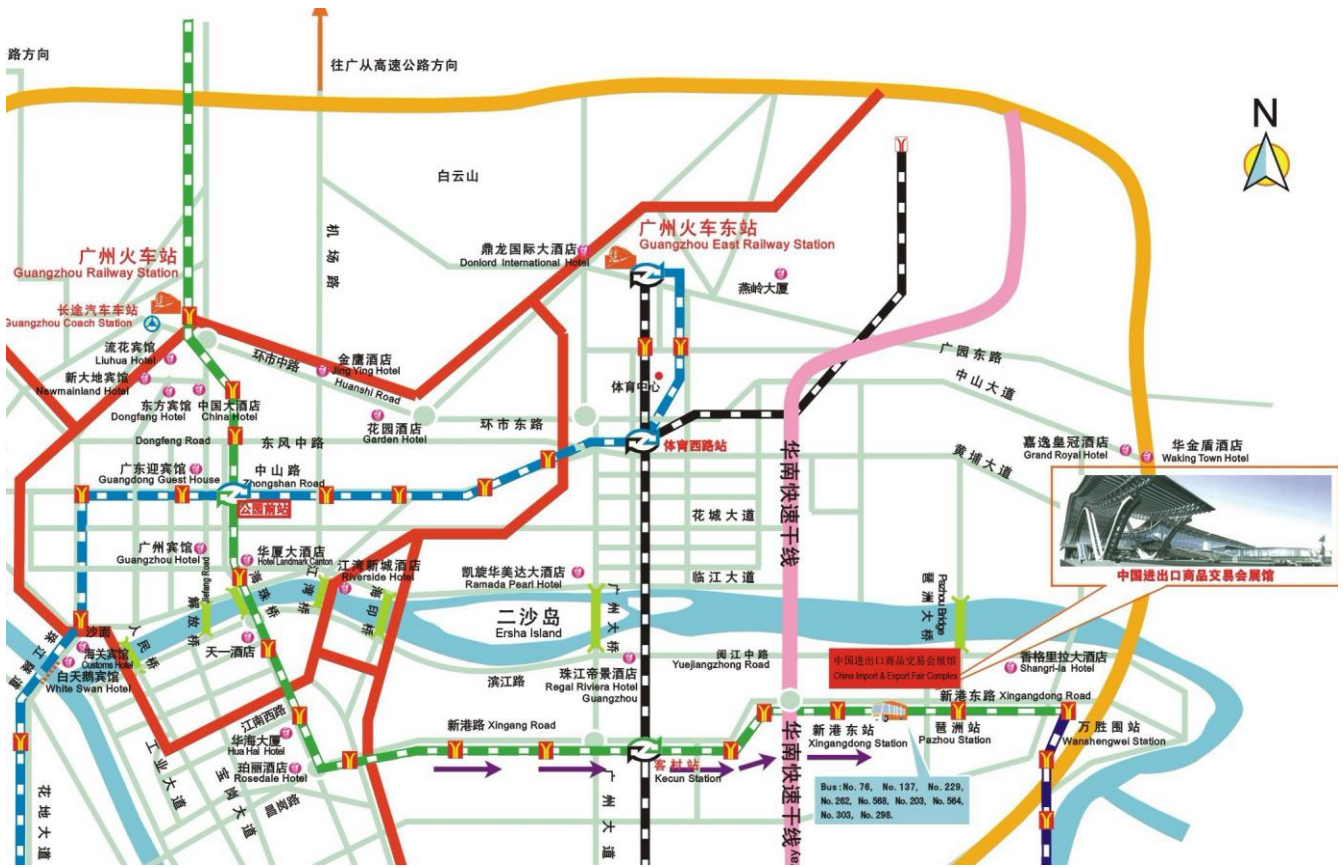 路方向
往广从高速公路方向
N
白云山
机场路
广州火车站
Guangzhou Railway Station
长途汽车车站
Guangzhou Coach Station
鼎龙国际大酒店
Donlord International Hotel
广州火车东站
Guangzhou East Railway Station
燕岭大厦
流花宾馆
Liuhua Hotel
新大地宾馆
Newmainland Hotel
东方宾馆
Dongfang Hotel
中国大酒店
China Hotel
环市中路
金鹰酒店
Jing Ying Hotel
Huanshi Road
花园酒店
Garden Hotel
环市东路
体育中心
体育西路站
广园东路
中山大道
黄埔大道
嘉逸皇冠酒店
Grand Royal Hotel
华金盾酒店
Waking Town Hotel
Dongfeng Road
东风中路
广东迎宾馆
Guangdong Guest House
中山路
Zhongshan Road
公园前站
华南快速干线
花城大道
中国进出口商品交易会展馆
广州宾馆
Guangzhou Hotel
华厦大酒店
Hotel Landmark Canton
江湾新城酒店
Riverside Hotel
凯旋华美达大酒店
Ramada Pearl Hotel
临江大道
Jiefang Road
解放桥
海珠桥
江湾桥
海印桥
广州大桥
Pazhou Bridge
琶洲大桥
二沙岛
Ersha Island
沙面
人民桥
珠江隧道
海关宾馆
Customs Hotel
白天鹅宾馆
White Swan Hotel
天一酒店
阅江中路
Yuejiangzhong Road
中国进出口商品交易会展馆
China Import & Export Fair Complex
香格里拉大酒店
Shangri-la Hotel
滨江路
珠江帝景酒店
Regal Riviera Hotel
Guangzhou
新港东路 Xingangdong Road
江南西路
华海大厦
Hua Hai Hotel
珀丽酒店
Rosedale Hotel
新港路 Xingang Road
客村站
Kecun Station
新港东站
Xingangdong Station
琶洲站
Pazhou Station
万胜围站
Wanshengwei Station
工业大道
宝岗大道
昌岗路
花地大道
广州大道
华南快速干线
Bus:No. 76, No. 137, No. 229,
No. 262, No. 568, No. 203, No. 564,
No. 303, No. 298.